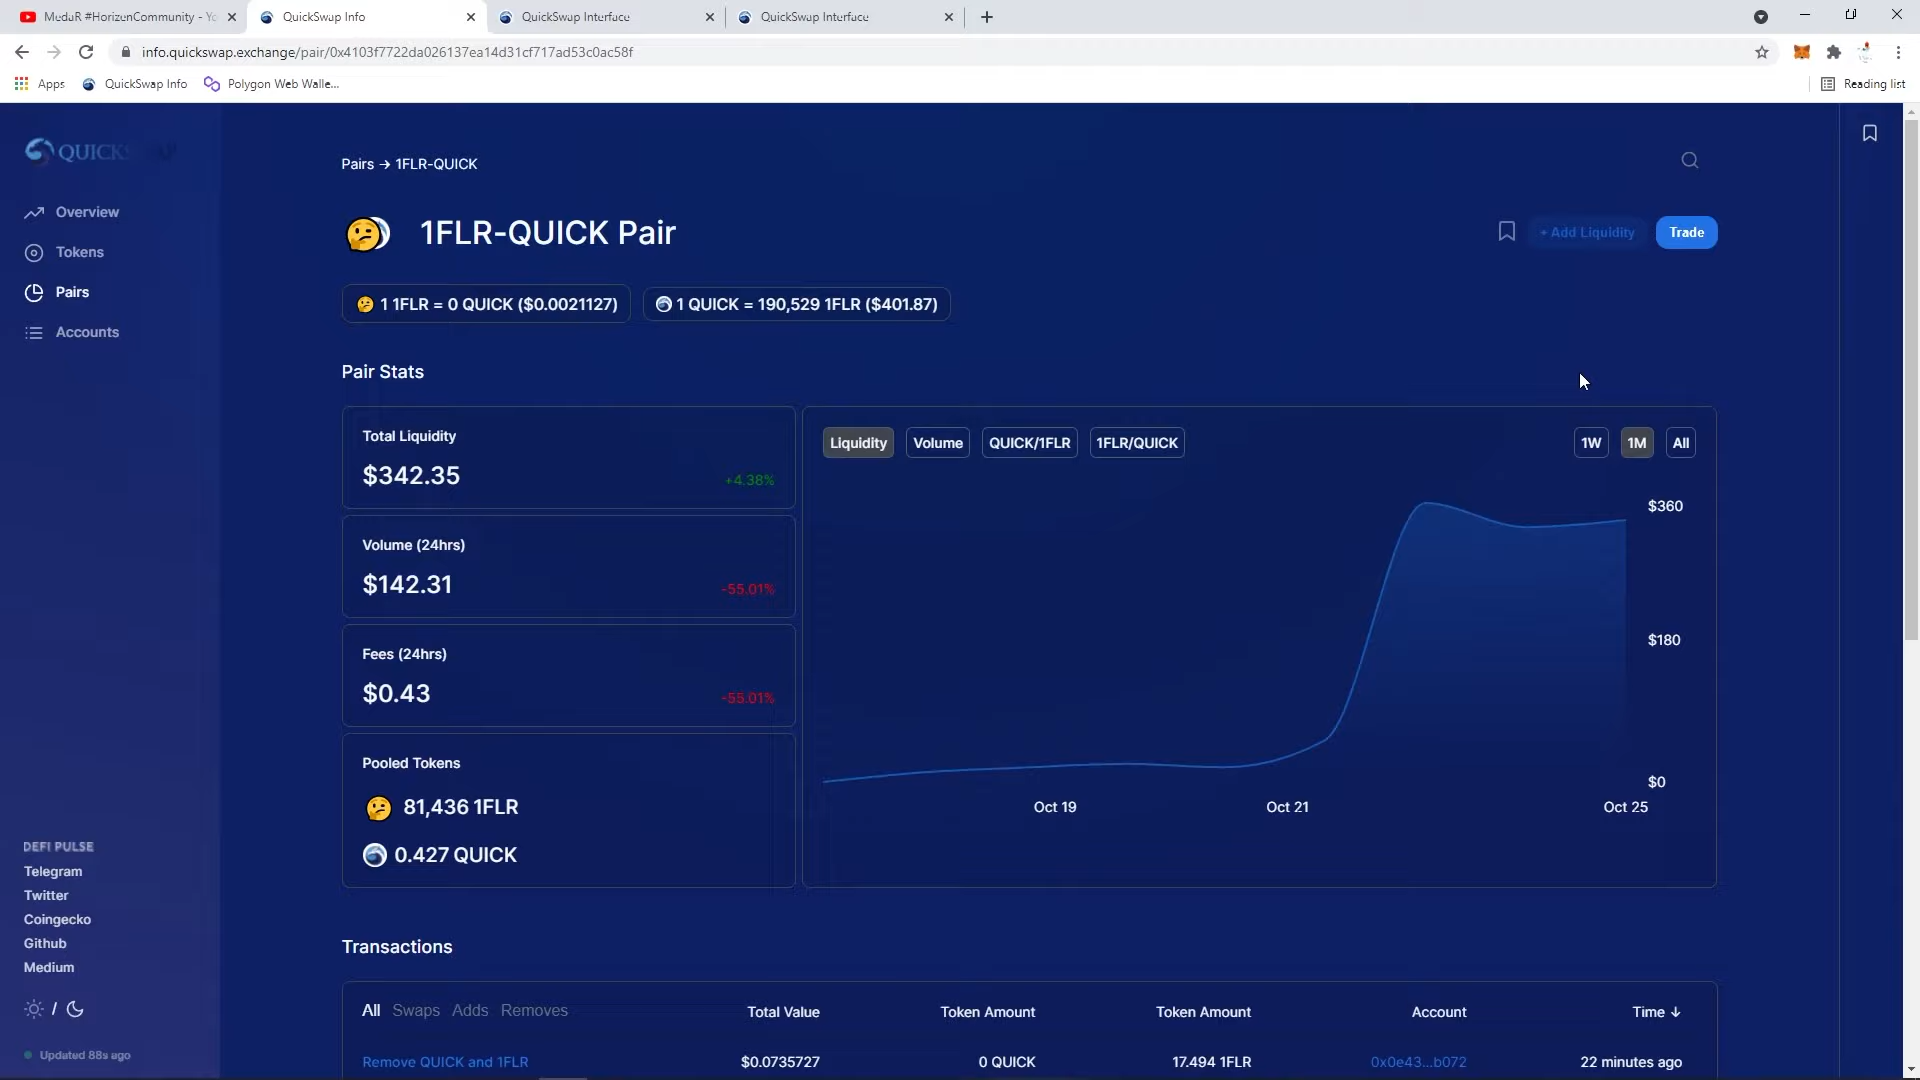 MedaR #HorizenCommunity - Yo
QuickSwap Info
QuickSwap Interface
QuickSwap Interface
info.quickswap.exchange/pair/0x4103f7722da026137ea14d31cf717ad53c0ac58f
Apps
QuickSwap Info
Polygon Web Walle...
Reading list
Overview
Tokens
Pairs
Accounts
DEFI PULSE
Telegram
Twitter
Coingecko
Github
Medium
/
Updated 88s ago
Pairs → 1FLR-QUICK
1FLR-QUICK Pair
+ Add Liquidity
Trade
1 1FLR = 0 QUICK ($0.0021127)
1 QUICK = 190,529 1FLR ($401.87)
Pair Stats
Total Liquidity
$342.35
+4.38%
Volume (24hrs)
$142.31
-55.01%
Fees (24hrs)
$0.43
-55.01%
Pooled Tokens
81,436 1FLR
0.427 QUICK
Liquidity
Volume
QUICK/1FLR
1FLR/QUICK
1W
1M
All
$360
$180
$0
Oct 19
Oct 21
Oct 25
Transactions
All Swaps Adds Removes
Total Value
Token Amount
Token Amount
Account
Time ↓
Remove QUICK and 1FLR
$0.0735727
0 QUICK
17.494 1FLR
0x0e43...b072
22 minutes ago